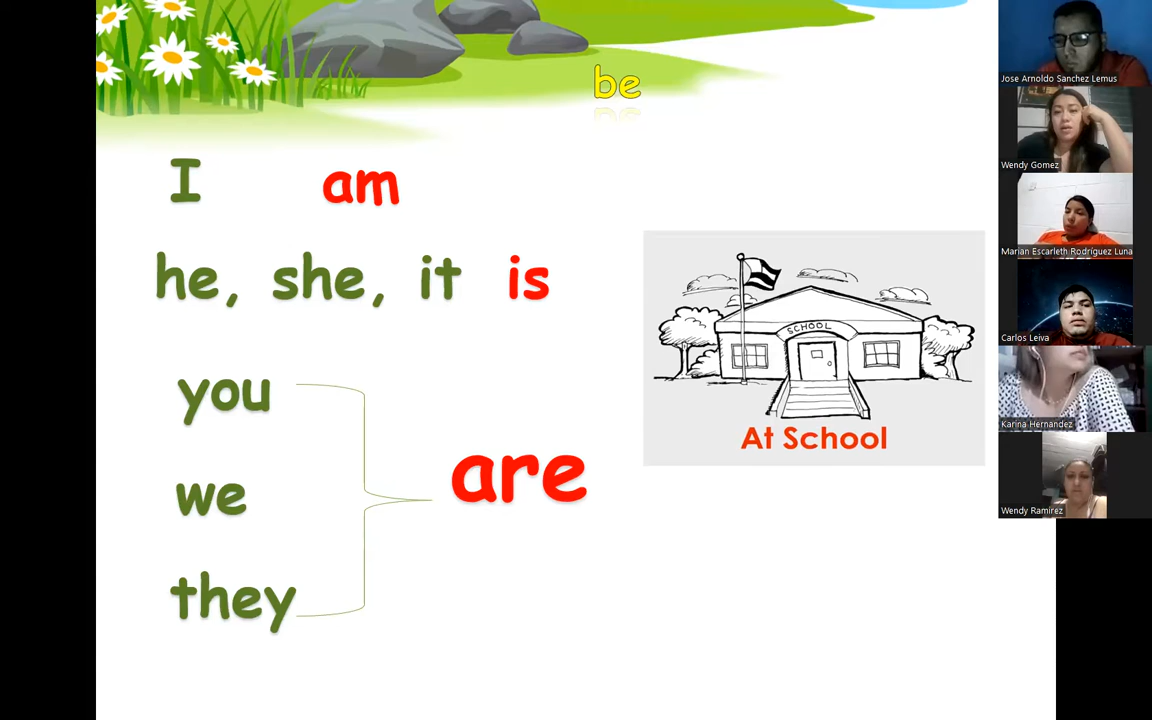 be
I am
he, she, it is
you
we
are
they
SCHOOL
At School
Jose Arnoldo Sanchez Lemus
Wendy Gomez
Marian Escarleth Rodríguez Luna
Carlos Leiva
Karina Hernandez
Wendy Ramirez